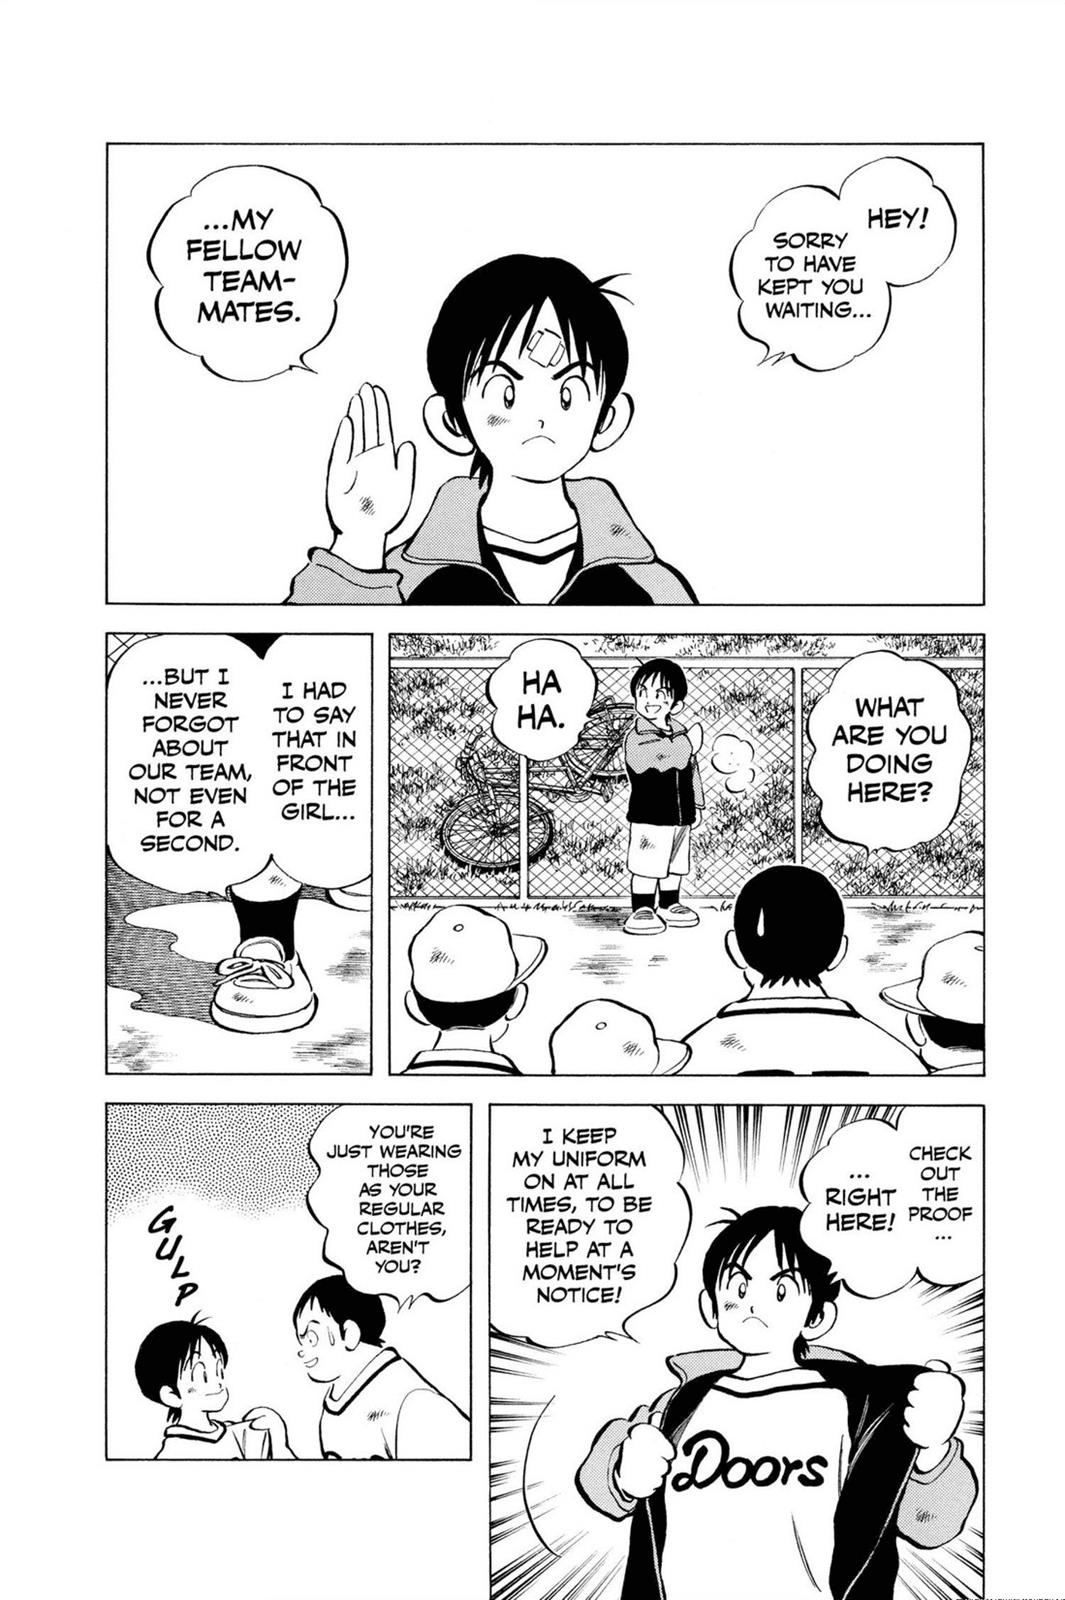 HEY!
SORRY
TO HAVE
KEPT YOU
WAITING...
...MY
FELLOW
TEAM-
MATES.
WHAT
ARE YOU
DOING
HERE?
HA
HA.
I HAD
TO SAY
THAT IN
FRONT
OF THE
GIRL...
...BUT I
NEVER
FORGOT
ABOUT
OUR TEAM,
NOT EVEN
FOR A
SECOND.
CHECK
OUT
THE
PROOF
...
...
RIGHT
HERE!
I KEEP
MY UNIFORM
ON AT ALL
TIMES, TO BE
READY TO
HELP AT A
MOMENT'S
NOTICE!
Doors
YOU'RE
JUST WEARING
THOSE
AS YOUR
REGULAR
CLOTHES,
AREN'T
YOU?
GULP